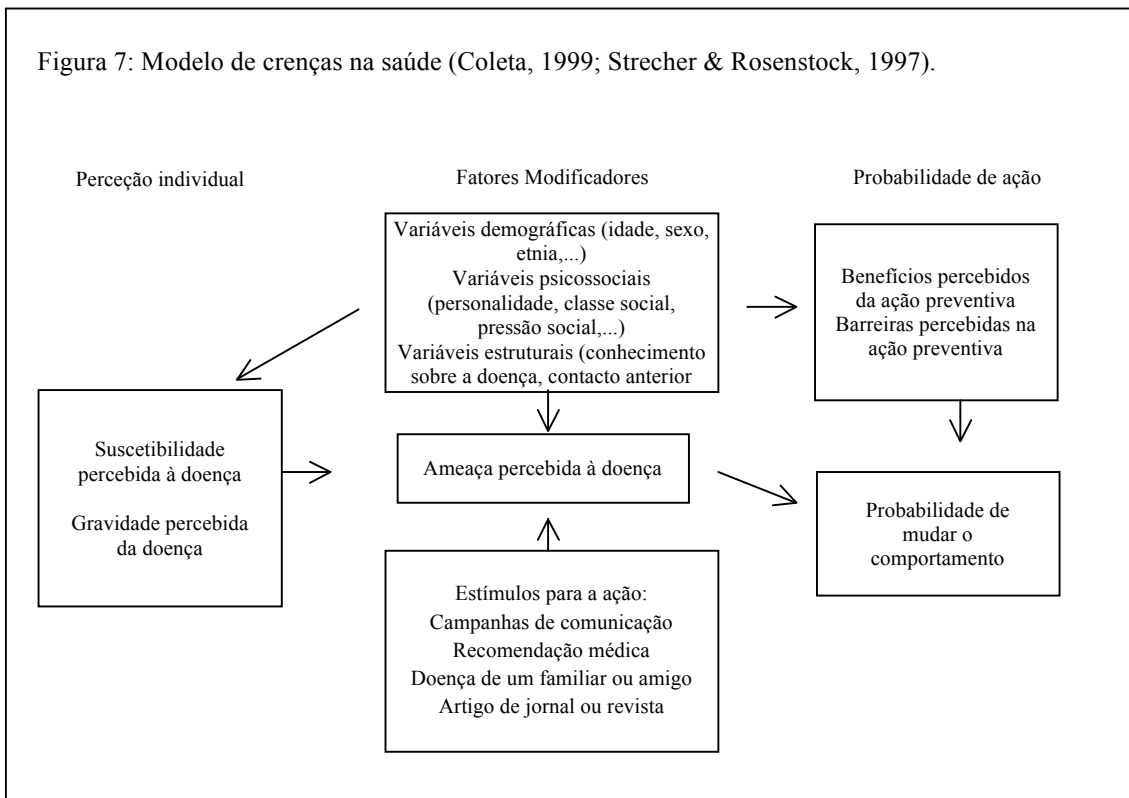 Figura 7: Modelo de crenças na saúde (Coleta, 1999; Strecher & Rosenstock, 1997).
Perceção individual
Fatores Modificadores
Probabilidade de ação
Variáveis demográficas (idade, sexo,
etnia,...)
Variáveis psicossociais
(personalidade, classe social,
pressão social,...)
Variáveis estruturais (conhecimento
sobre a doença, contacto anterior
Benefícios percebidos
da ação preventiva
Barreiras percebidas na
ação preventiva
Suscetibilidade
percebida à doença
Gravidade percebida
da doença
Ameaça percebida à doença
Probabilidade de
mudar o
comportamento
Estímulos para a ação:
Campanhas de comunicação
Recomendação médica
Doença de um familiar ou amigo
Artigo de jornal ou revista